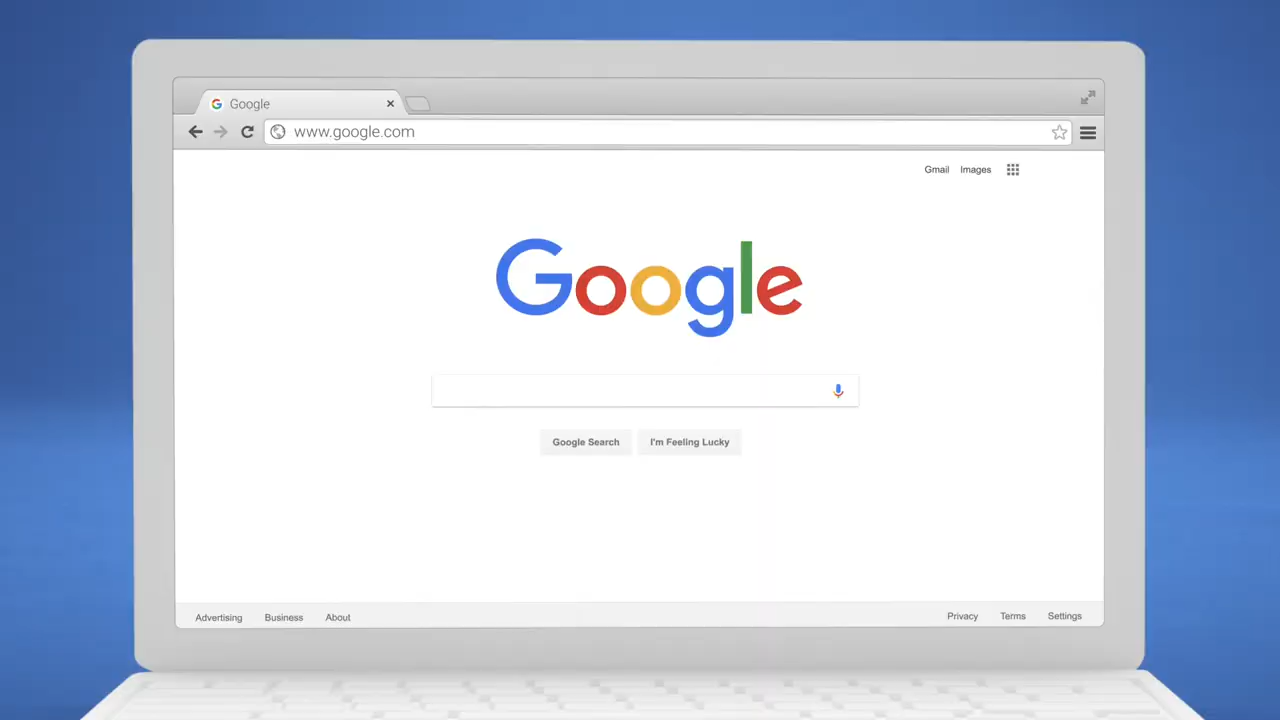 Google
www.google.com
Gmail Images
Google
Google Search I'm Feeling Lucky
Advertising Business About Privacy Terms Settings